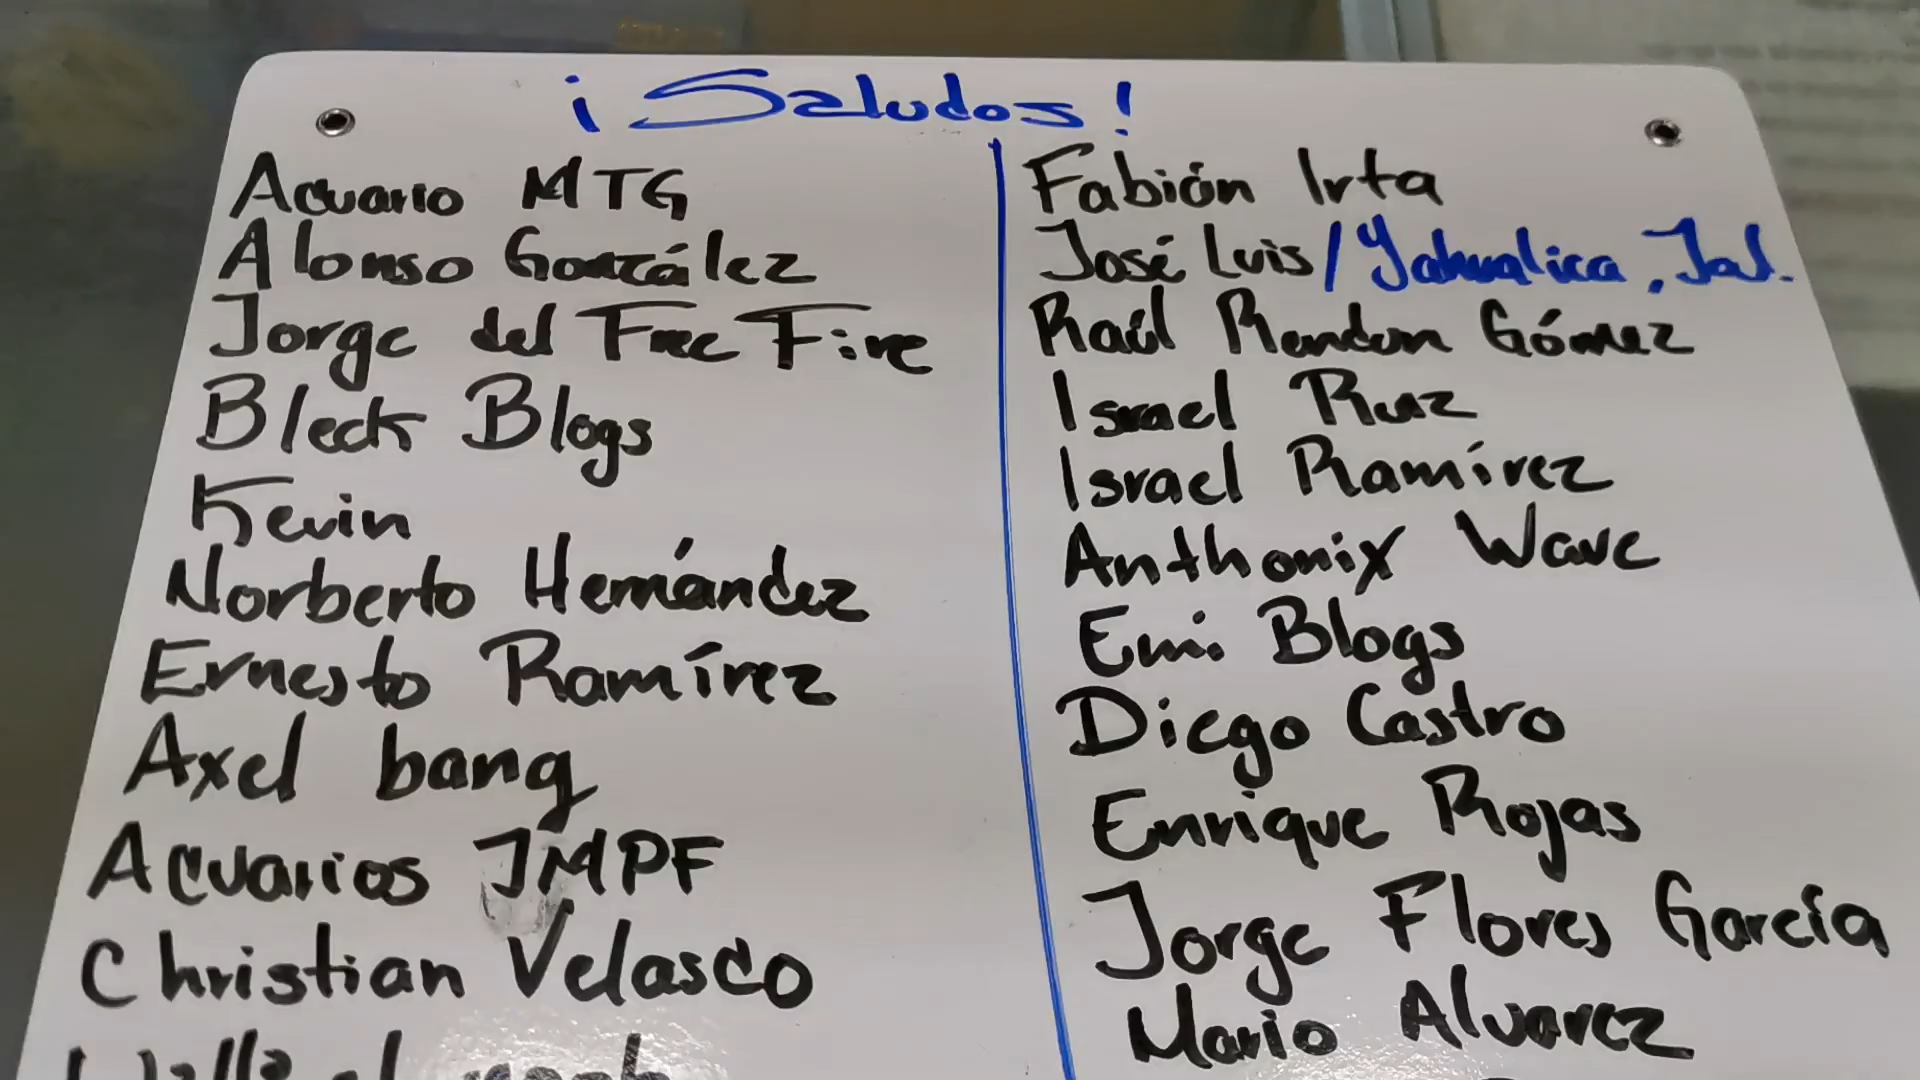 ¡Saludos!
Acuario MTG
Alonso González
Jorge del Free Fire
Bleck Blogs
Kevin
Norberto Hernández
Ernesto Ramírez
Axel bang
Acuarios JMPF
Christian Velasco
Fabián Irta
José Luis/Yahualica, Jal.
Raúl Rendon Gómez
Israel Ruiz
Israel Ramírez
Anthonix Wave
Emi Blogs
Diego Castro
Enrique Rojas
Jorge Flores García
Mario Alvarez